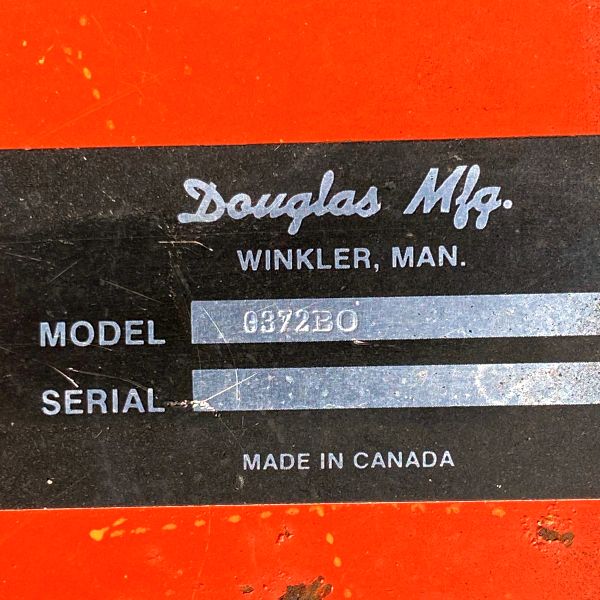 Douglas Mfg.
WINKLER, MAN.
MODEL 0372BO
SERIAL
MADE IN CANADA